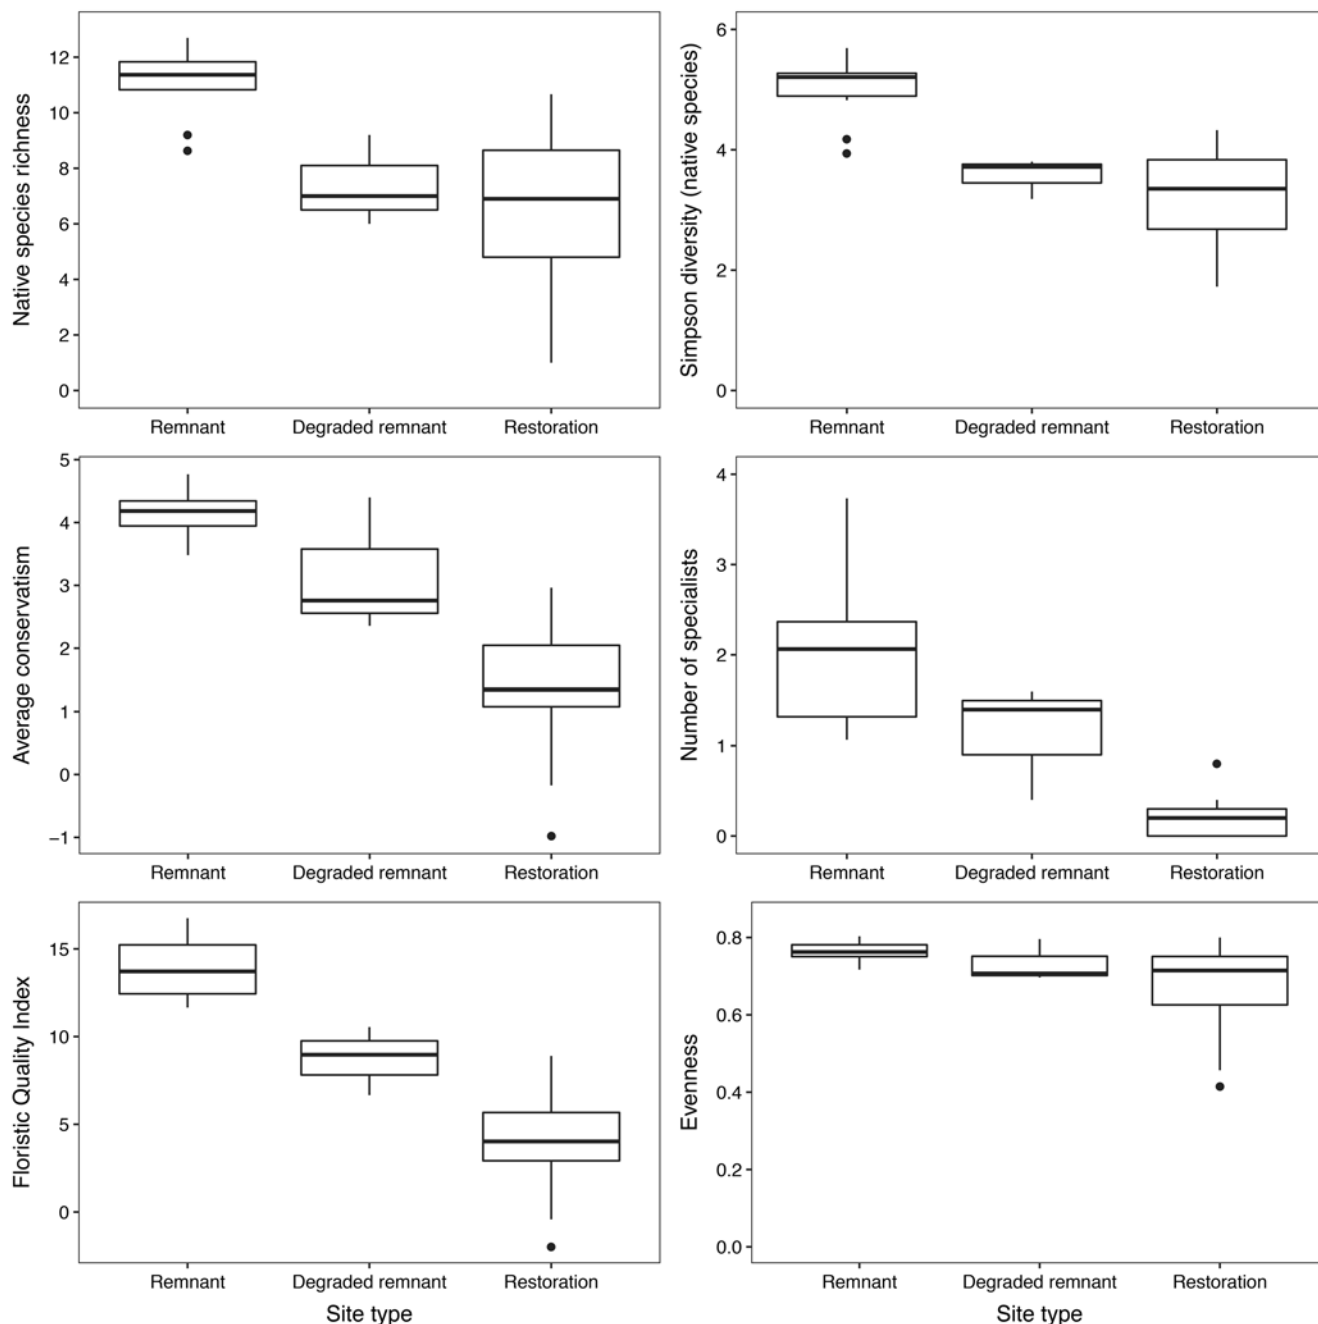 Native species richness
12
10
8
6
4
2
0
Remnant Degraded remnant Restoration
Simpson diversity (native species)
6
4
2
0
Remnant Degraded remnant Restoration
Average conservatism
5
4
3
2
1
0
−1
Remnant Degraded remnant Restoration
Number of specialists
4
3
2
1
0
Remnant Degraded remnant Restoration
Floristic Quality Index
15
10
5
0
Remnant Degraded remnant Restoration
Site type
Evenness
0.8
0.6
0.4
0.2
0.0
Remnant Degraded remnant Restoration
Site type